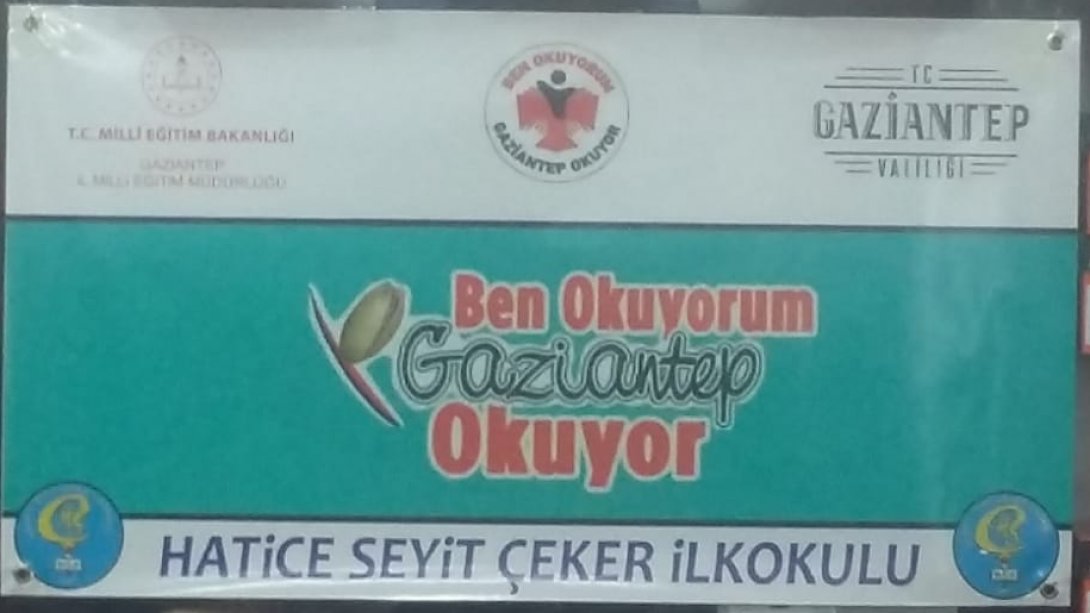 T.C. MİLLİ EĞİTİM BAKANLIĞI
GAZİANTEP
İL MİLLİ EĞİTİM MÜDÜRLÜĞÜ
BEN OKUYORUM
GAZİANTEP OKUYOR
TC
GAZİANTEP
VALİLİĞİ
Ben Okuyorum
Gaziantep
Okuyor
HATİCE SEYİT ÇEKER İLKOKULU